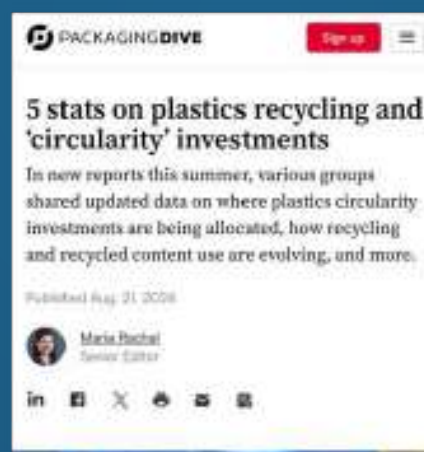 PACKAGINGDIVE
Sign up
5 stats on plastics recycling and
‘circularity’ investments
In new reports this summer, various groups
shared updated data on where plastics circularity
investments are being allocated, how recycling
and recycled content use are evolving, and more.
Published Aug. 21,
Maria Rachal
Senior Editor